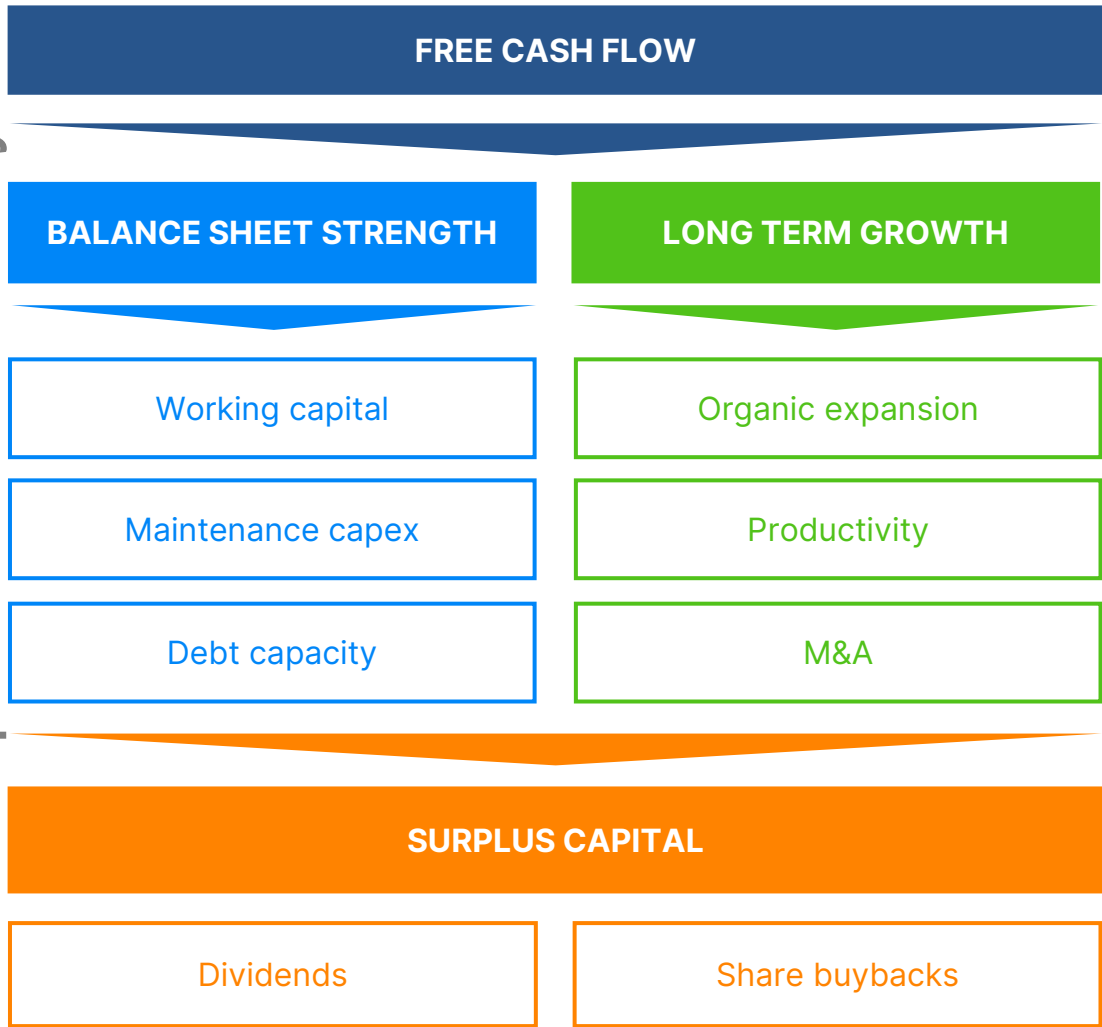 FREE CASH FLOW
BALANCE SHEET STRENGTH
Working capital
Maintenance capex
Debt capacity
LONG TERM GROWTH
Organic expansion
Productivity
M&A
SURPLUS CAPITAL
Dividends
Share buybacks